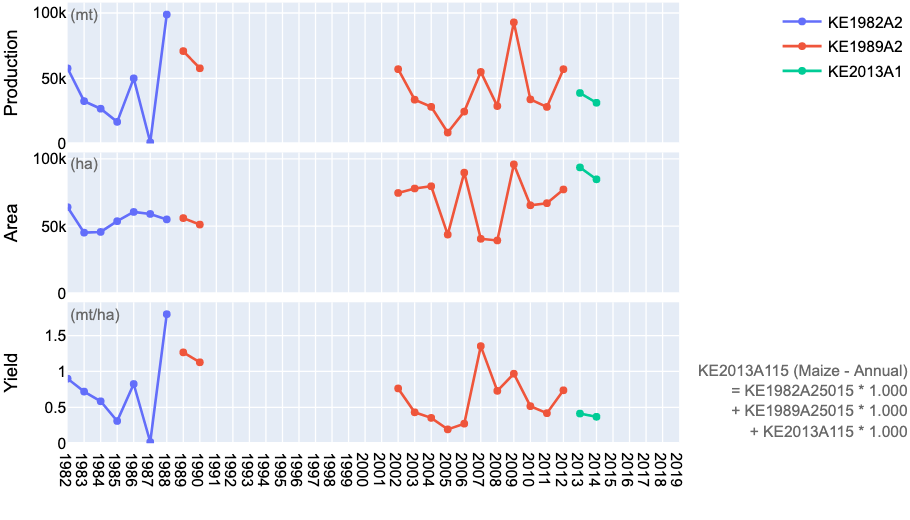 100k
(mt)
50k
0
Production
100k
(ha)
50k
0
Area
(mt/ha)
1.5
1
0.5
0
Yield
1982
1983
1984
1985
1986
1987
1988
1989
1990
1991
1992
1993
1994
1995
1996
1997
1998
1999
2000
2001
2002
2003
2004
2005
2006
2007
2008
2009
2010
2011
2012
2013
2014
2015
2016
2017
2018
2019
KE1982A2
KE1989A2
KE2013A1
KE2013A115 (Maize - Annual)
= KE1982A25015 * 1.000
+ KE1989A25015 * 1.000
+ KE2013A115 * 1.000